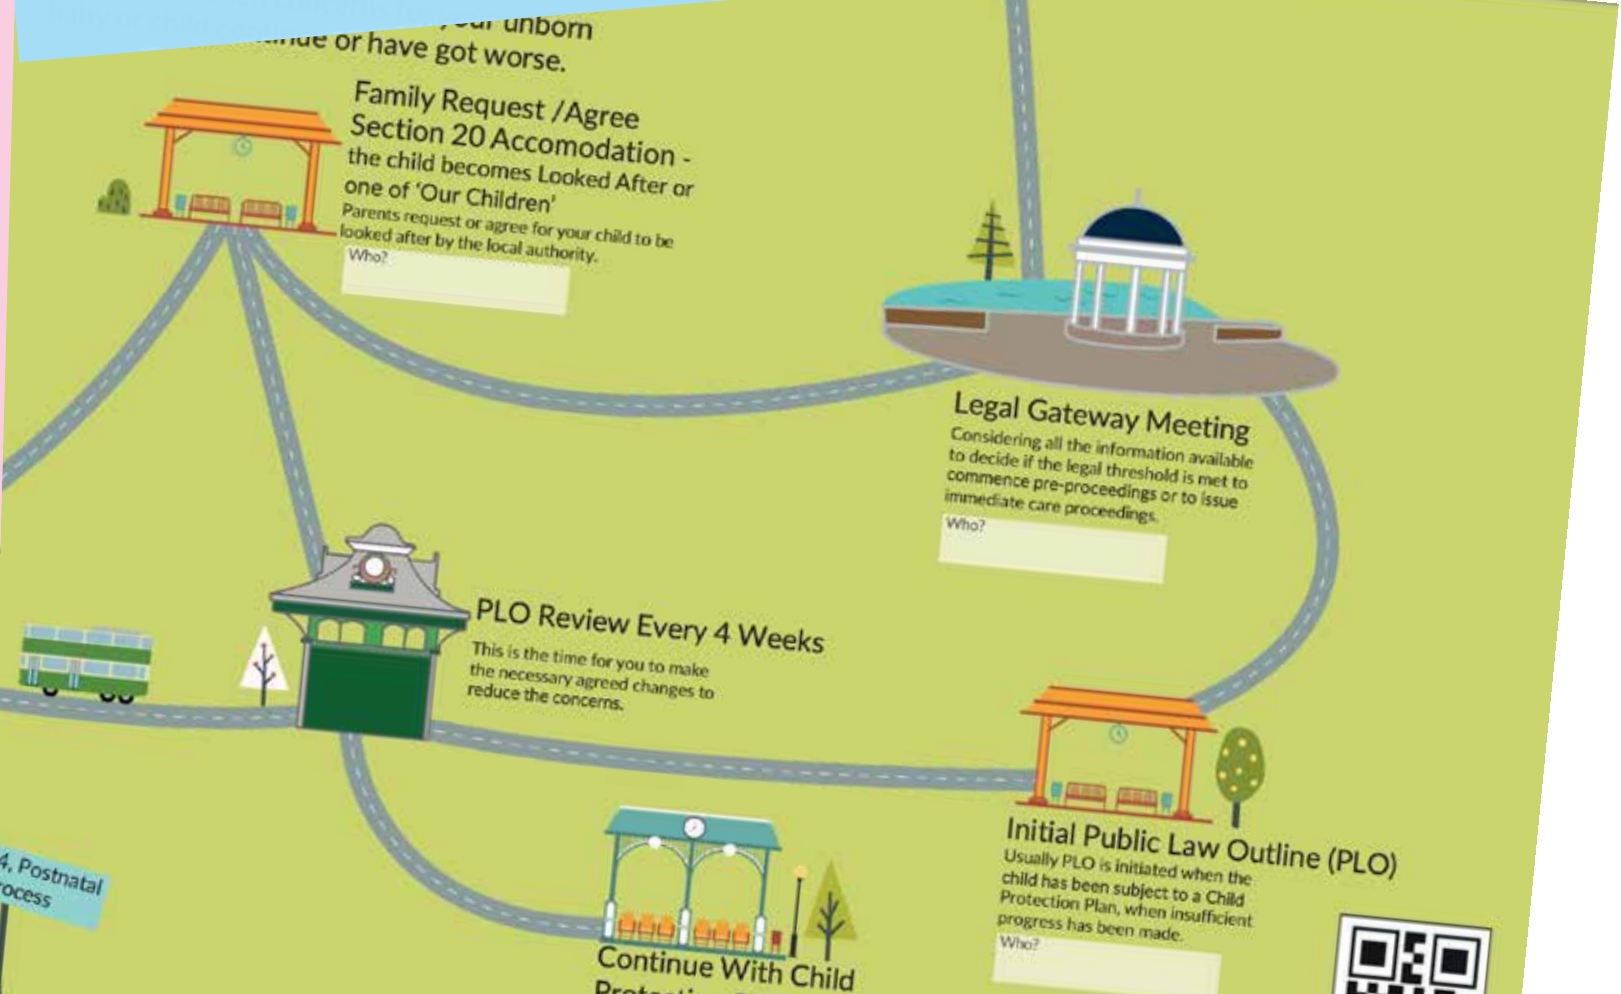 your unborn
or have got worse.
Family Request /Agree
Section 20 Accomodation -
the child becomes Looked After or
one of ‘Our Children’
Parents request or agree for your child to be
looked after by the local authority.
Who?
Legal Gateway Meeting
Considering all the information available
to decide if the legal threshold is met to
commence pre-proceedings or to issue
immediate care proceedings.
Who?
PLO Review Every 4 Weeks
This is the time for you to make
the necessary agreed changes to
reduce the concerns.
Initial Public Law Outline (PLO)
Usually PLO is initiated when the
child has been subject to a Child
Protection Plan, when insufficient
progress has been made.
Who?
4, Postnatal
Continue With Child